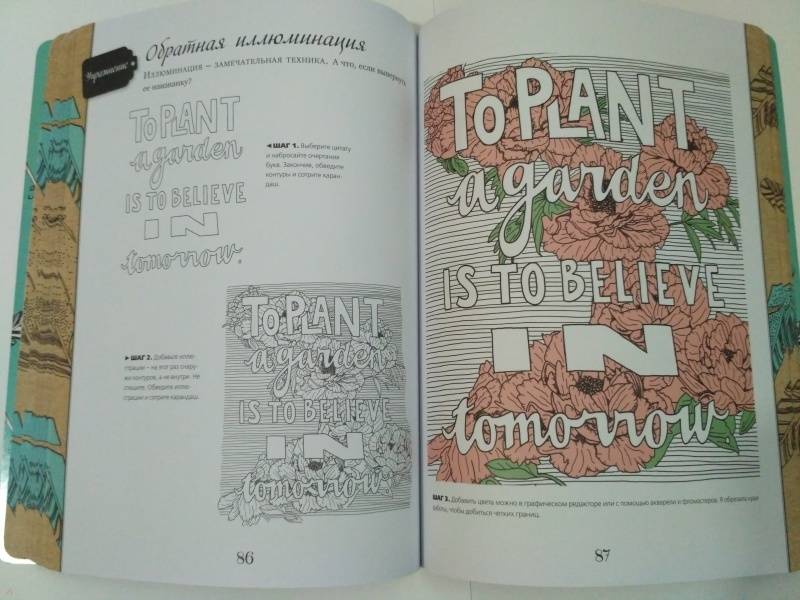 Упражнение
Обратная иллюминация
Иллюминация – замечательная техника. А что, если вывернуть
ее наизнанку?
TO PLANT
a garden
IS TO BELIEVE
IN
tomorrow.
◄ШАГ 1. Выберите цитату
и набросайте очертания
букв. Закончив, обводите
контуры и сотрите каран-
даш.
►ШАГ 2. Добавьте иллю-
страции – на этот раз снару-
жи контуров, а не внутри. Не
спешите. Обведите иллю-
страции и сотрите карандаш.
TO PLANT
a garden
IS TO BELIEVE
IN
tomorrow.
86
TO PLANT
a garden
IS TO BELIEVE
IN
tomorrow
ШАГ 3. Добавить цвета можно в графическом редакторе или с помощью акварели и фломастеров. Я обрезала края
чтобы добиться четких границ.
87